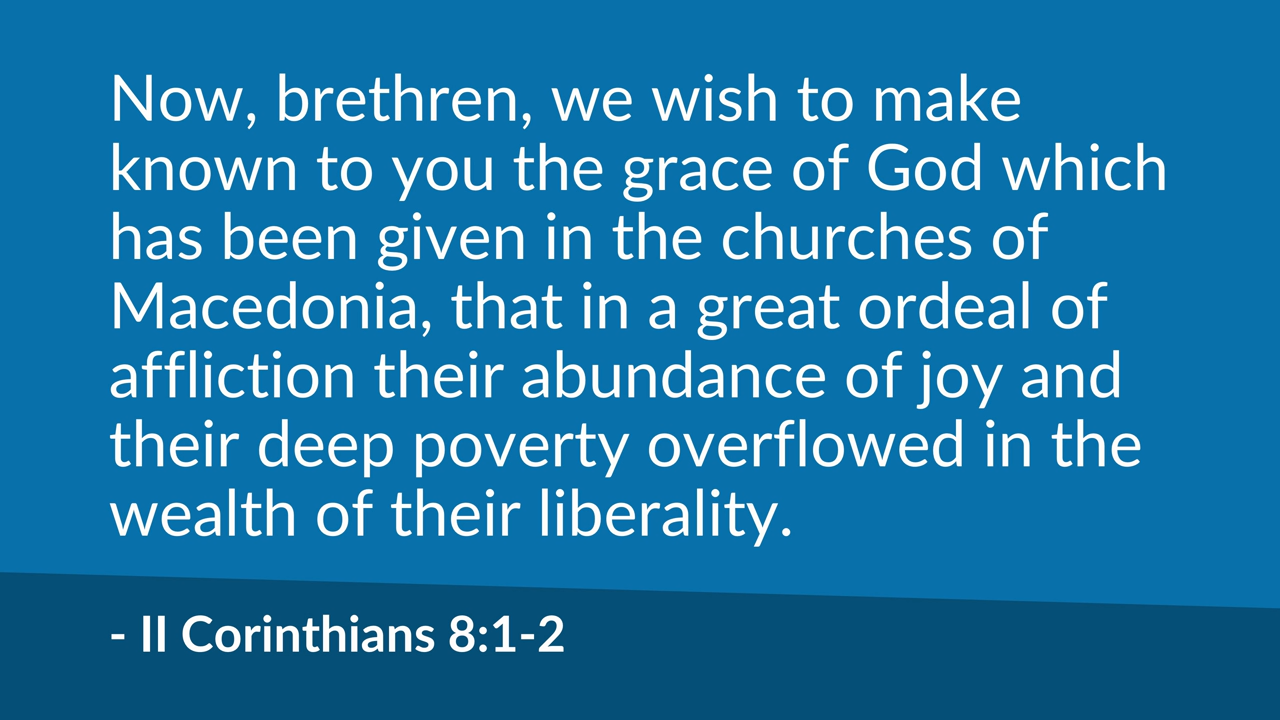 Now, brethren, we wish to make
known to you the grace of God which
has been given in the churches of
Macedonia, that in a great ordeal of
affliction their abundance of joy and
their deep poverty overflowed in the
wealth of their liberality.
- II Corinthians 8:1-2